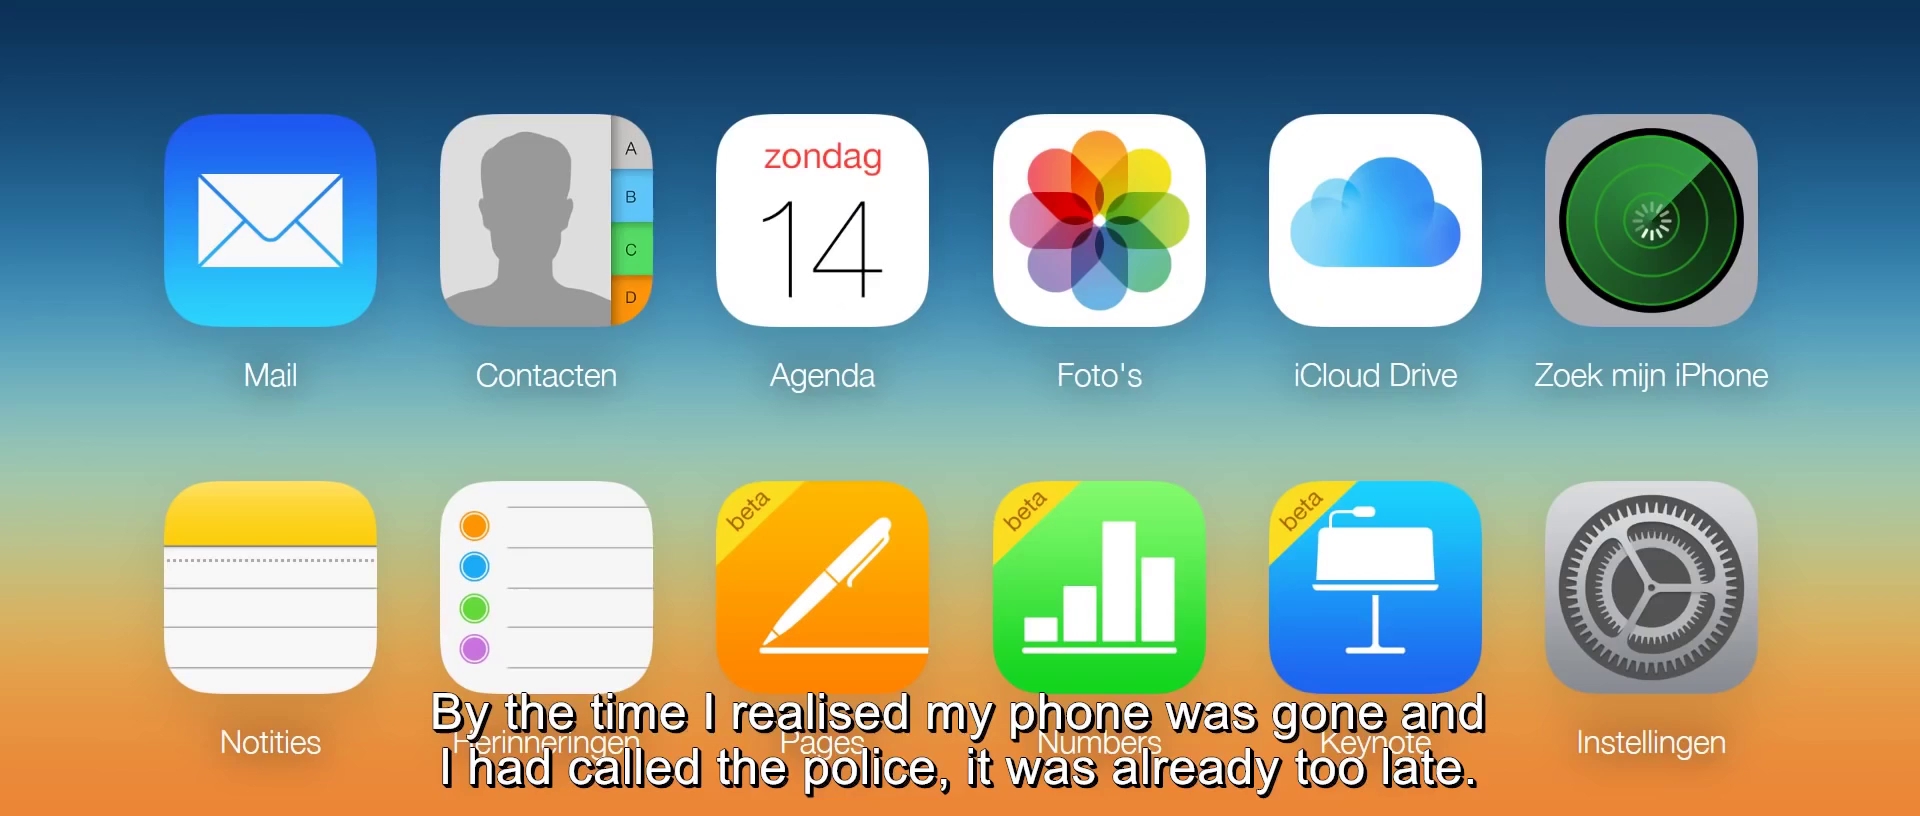 zondag
14
A
B
C
D
Mail
Contacten
Agenda
Foto's
iCloud Drive
Zoek mijn iPhone
beta
beta
beta
Notities
Herinneringen
Pages
Numbers
Keynote
Instellingen
By the time I realised my phone was gone and
I had called the police, it was already too late.